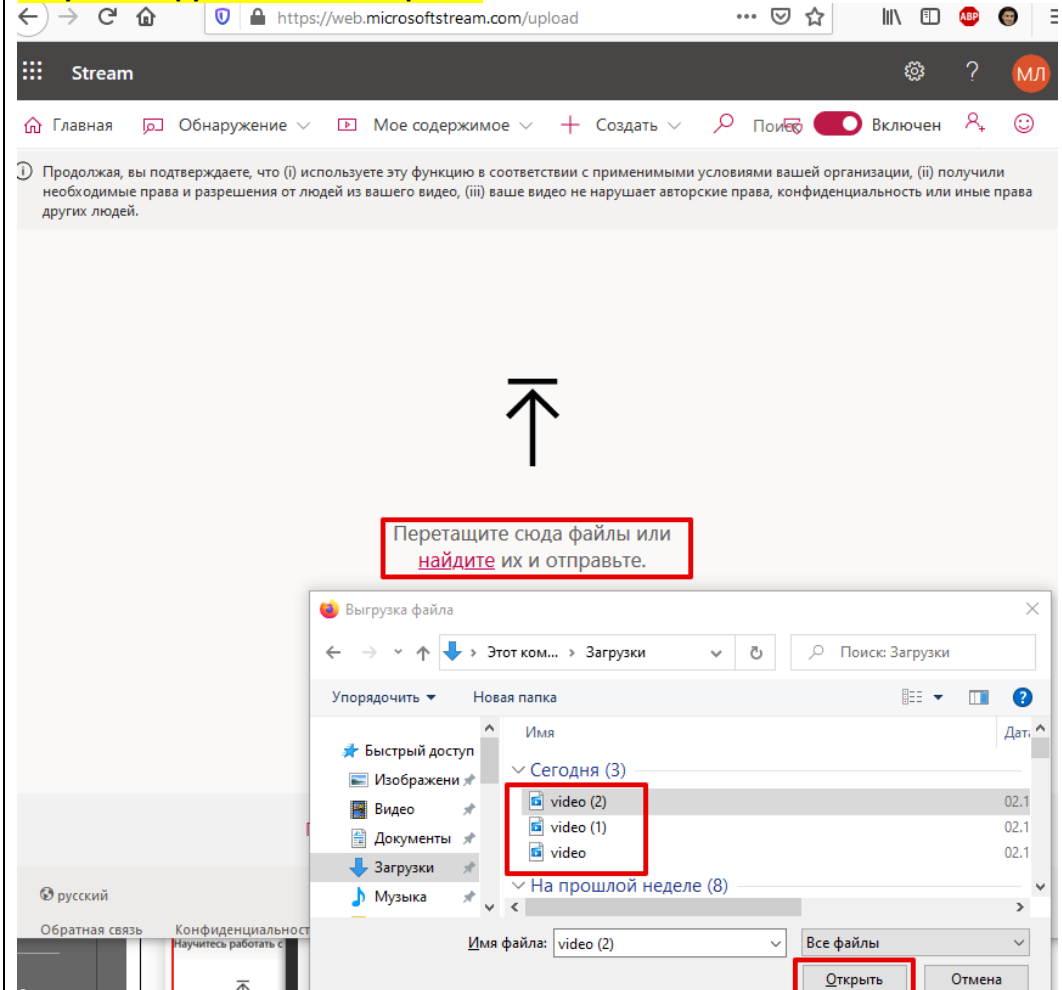 https://web.microsoftstream.com/upload
ABP
Stream
?
МЛ
Главная Обнаружение Мое содержимое Создать Поиск Включен
Продолжая, вы подтверждаете, что (i) используете эту функцию в соответствии с применимыми условиями вашей организации, (ii) получили
необходимые права и разрешения от людей из вашего видео, (iii) ваше видео не нарушает авторские права, конфиденциальность или иные права
других людей.
Перетащите сюда файлы или
найдите их и отправьте.
Выгрузка файла
Этот ком... › Загрузки
Поиск: Загрузки
Упорядочить Новая папка
?
Имя
Быстрый доступ
Изображени
Видео
Документы
Загрузки
Музыка
Сегодня (3)
video (2) 02.1
video (1) 02.1
video 02.1
На прошлой неделе (8)
Имя файла: video (2) Все файлы
Открыть Отмена
русский
Обратная связь Конфиденциальност
Научитесь работать с